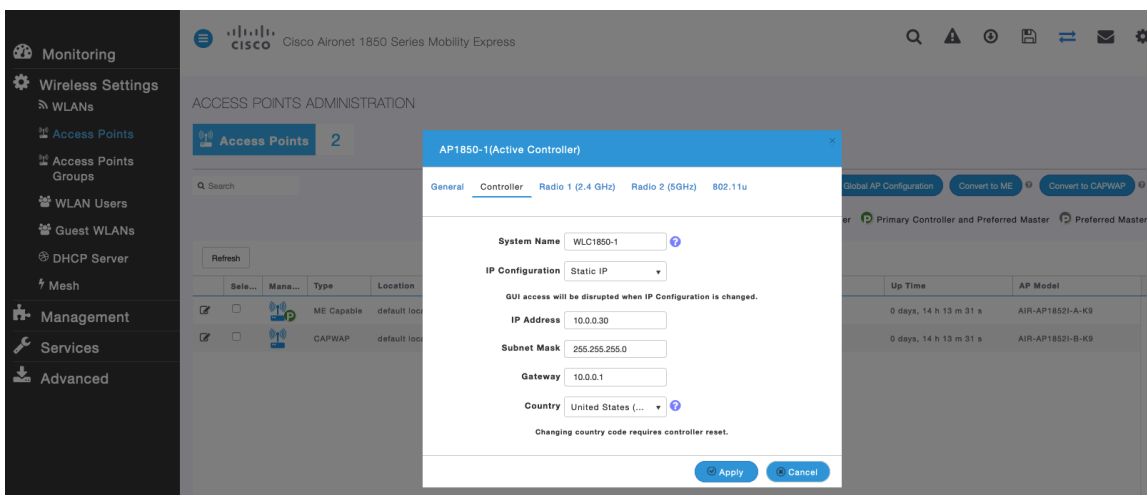 Monitoring
Wireless Settings
WLANs
Access Points
Access Points
Groups
WLAN Users
Guest WLANs
DHCP Server
Mesh
Management
Services
Advanced
CISCO Cisco Aironet 1850 Series Mobility Express
ACCESS POINTS ADMINISTRATION
Access Points 2
Search
Global AP Configuration Convert to ME Convert to CAPWAP
er P Primary Controller and Preferred Master P Preferred Master
Refresh
Sele... Mana... Type Location Up Time AP Model
ME Capable default loca 0 days, 14 h 13 m 31 s AIR-AP1852I-A-K9
CAPWAP default loca 0 days, 14 h 13 m 31 s AIR-AP1852I-B-K9
AP1850-1(Active Controller)
General Controller Radio 1 (2.4 GHz) Radio 2 (5GHz) 802.11u
System Name WLC1850-1
IP Configuration Static IP
GUI access will be disrupted when IP Configuration is changed.
IP Address 10.0.0.30
Subnet Mask 255.255.255.0
Gateway 10.0.0.1
Country United States (...
Changing country code requires controller reset.
Apply Cancel